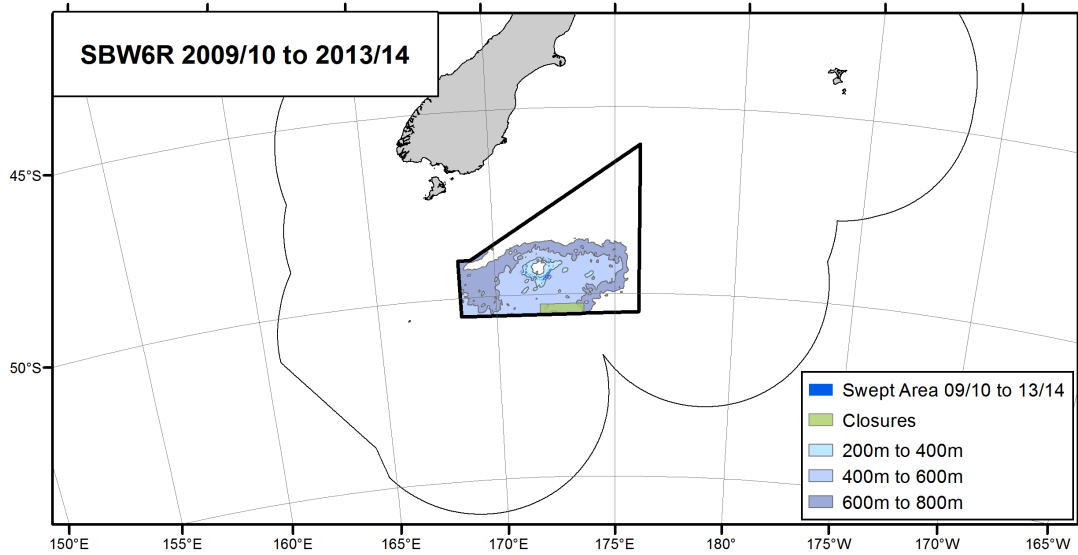 SBW6R 2009/10 to 2013/14
45°S
50°S
Swept Area 09/10 to 13/14
Closures
200m to 400m
400m to 600m
600m to 800m
150°E 155°E 160°E 165°E 170°E 175°E 180° 175°W 170°W 165°W